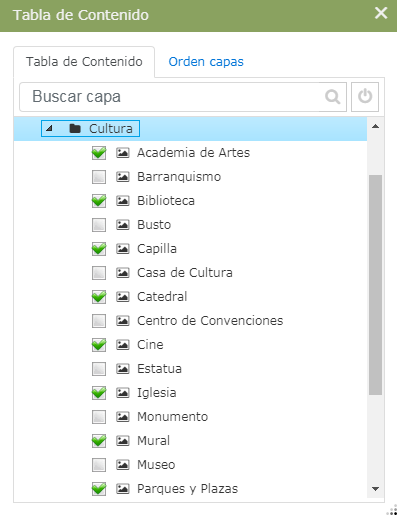 Tabla de Contenido
Tabla de Contenido
Orden capas
Buscar capa
Cultura
Academia de Artes
Barranquismo
Biblioteca
Busto
Capilla
Casa de Cultura
Catedral
Centro de Convenciones
Cine
Estatua
Iglesia
Monumento
Mural
Museo
Parques y Plazas